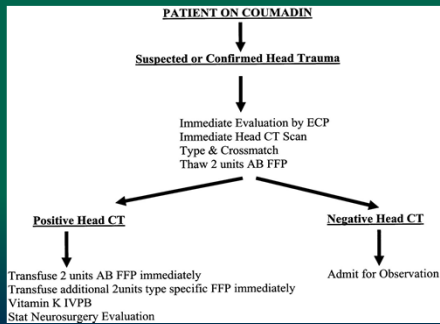 PATIENT ON COUMADIN
Suspected or Confirmed Head Trauma
Immediate Evaluation by ECP
Immediate Head CT Scan
Type & Crossmatch
Thaw 2 units AB FFP
Positive Head CT
Transfuse 2 units AB FFP immediately
Transfuse additional 2units type specific FFP immediately
Vitamin K IVPB
Stat Neurosurgery Evaluation
Negative Head CT
Admit for Observation